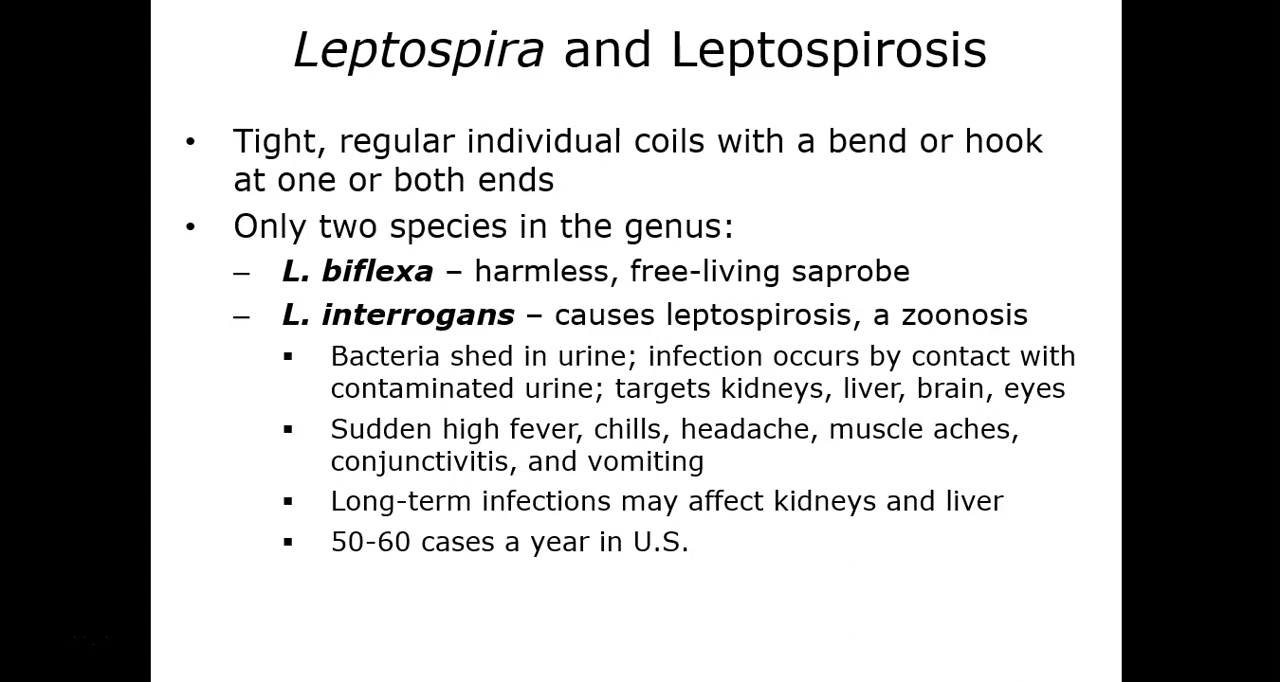 Leptospira and Leptospirosis
• Tight, regular individual coils with a bend or hook
at one or both ends
• Only two species in the genus:
– L. biflexa – harmless, free-living saprobe
– L. interrogans – causes leptospirosis, a zoonosis
▪ Bacteria shed in urine; infection occurs by contact with
contaminated urine; targets kidneys, liver, brain, eyes
▪ Sudden high fever, chills, headache, muscle aches,
conjunctivitis, and vomiting
▪ Long-term infections may affect kidneys and liver
▪ 50-60 cases a year in U.S.